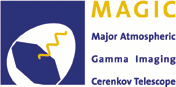 MAGIC
Major Atmospheric
Gamma Imaging
Cerenkov Telescope